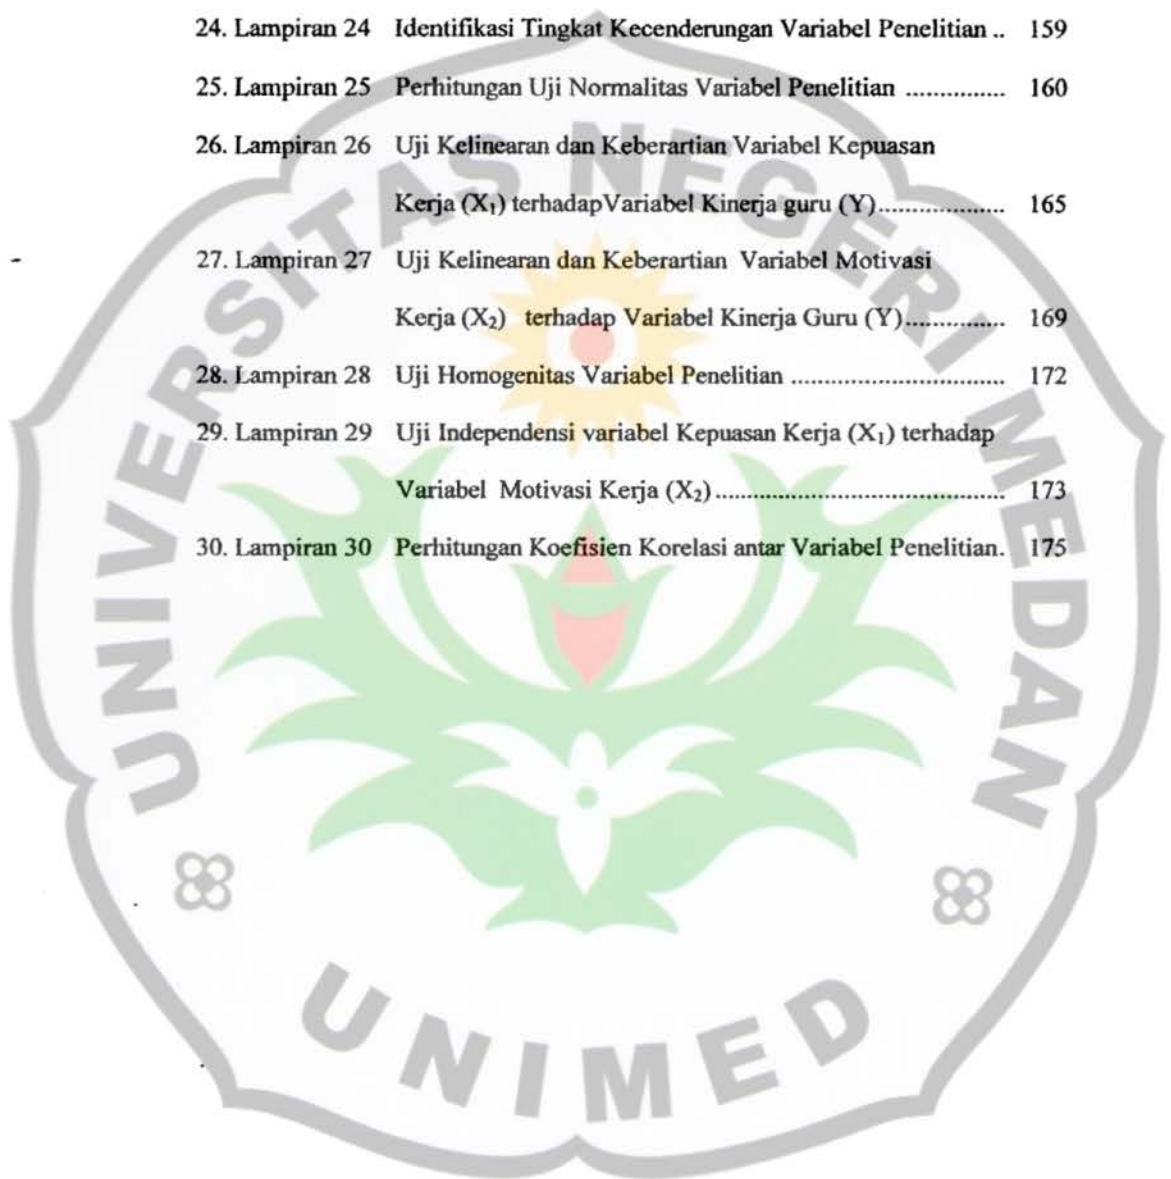 24. Lampiran 24 Identifikasi Tingkat Kecenderungan Variabel Penelitian .. 159
25. Lampiran 25 Perhitungan Uji Normalitas Variabel Penelitian ............... 160
26. Lampiran 26 Uji Kelinearan dan Keberartian Variabel Kepuasan
Kerja (X₁) terhadapVariabel Kinerja guru (Y)................... 165
27. Lampiran 27 Uji Kelinearan dan Keberartian Variabel Motivasi
Kerja (X₂) terhadap Variabel Kinerja Guru (Y)............... 169
28. Lampiran 28 Uji Homogenitas Variabel Penelitian ................................ 172
29. Lampiran 29 Uji Independensi variabel Kepuasan Kerja (X₁) terhadap
Variabel Motivasi Kerja (X₂)............................................ 173
30. Lampiran 30 Perhitungan Koefisien Korelasi antar Variabel Penelitian. 175
UNIVERSITAS NEGERI MEDAN
UNIMED